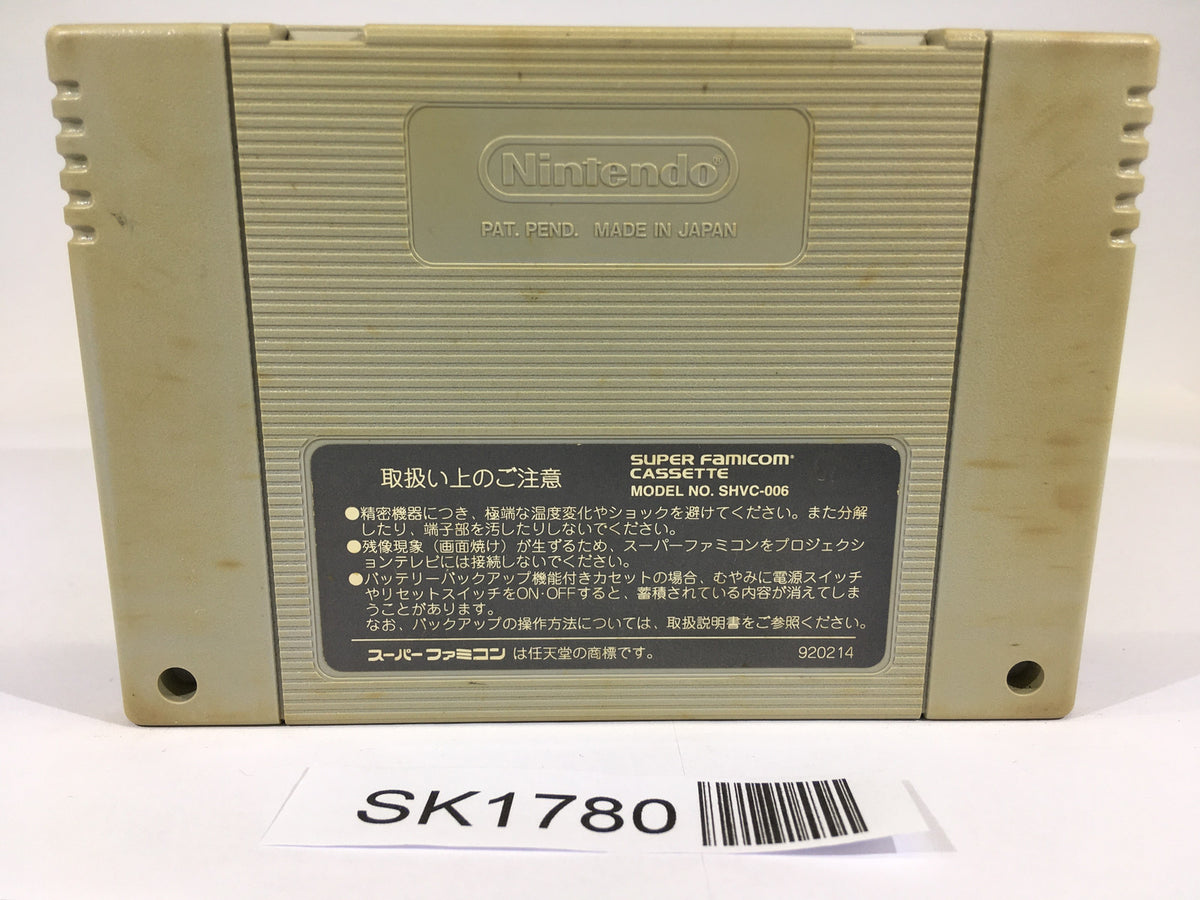 Nintendo®
PAT. PEND. MADE IN JAPAN
取扱い上のご注意
SUPER FAMICOM®
CASSETTE
MODEL NO. SHVC-006
●精密機器につき、極端な温度変化やショックを避けてください。また分解
したり、端子部を汚したりしないでください。
●残像現象（画面焼け）が生ずるため、スーパーファミコンをプロジェクシ
ョンテレビには接続しないでください。
●バッテリーバックアップ機能付きカセットの場合、むやみに電源スイッチ
やリセットスイッチをON・OFFすると、蓄積されている内容が消えてしま
うことがあります。
なお、バックアップの操作方法については、取扱説明書をご参照ください。
スーパーファミコンは任天堂の商標です。
920214
SK1780